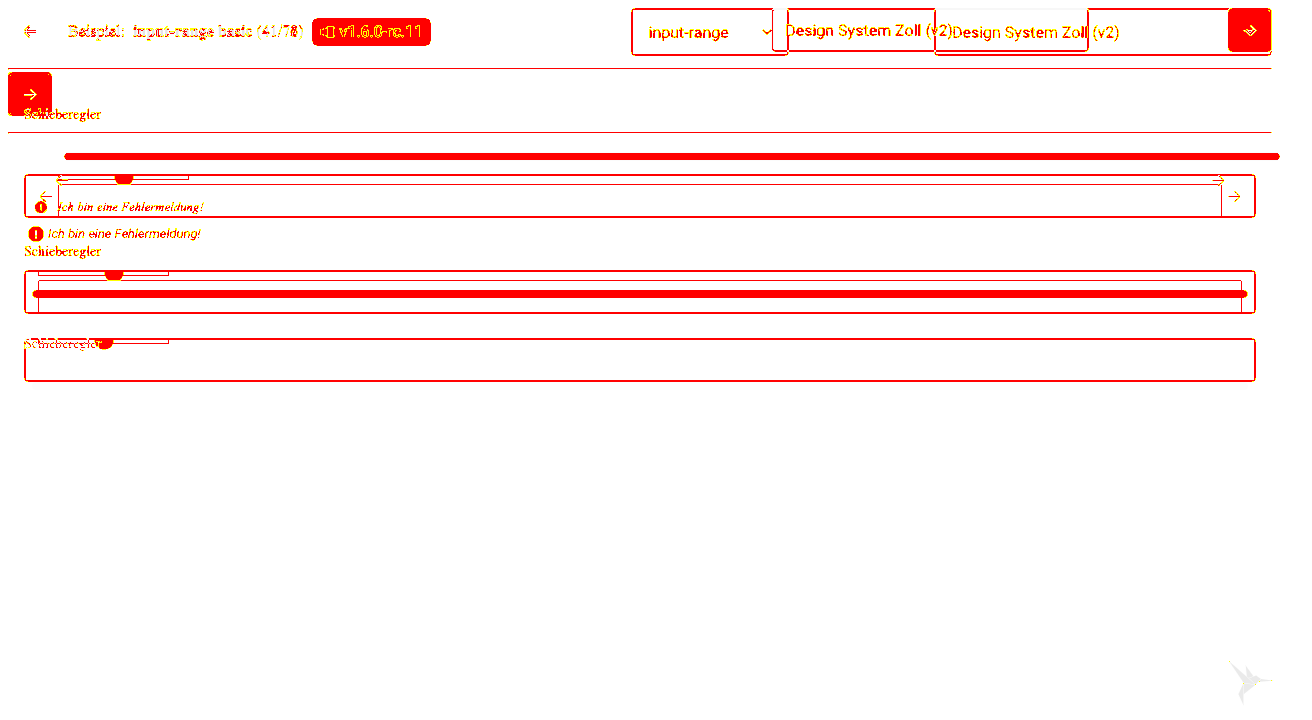 Beispiel: input-range basic (41/78) v1.6.0-rc.11 input-range Design System Zoll (v2) Design System Zoll (v2)
Schieberegler
Ich bin eine Fehlermeldung!
Ich bin eine Fehlermeldung!
Schieberegler
Schieberegler